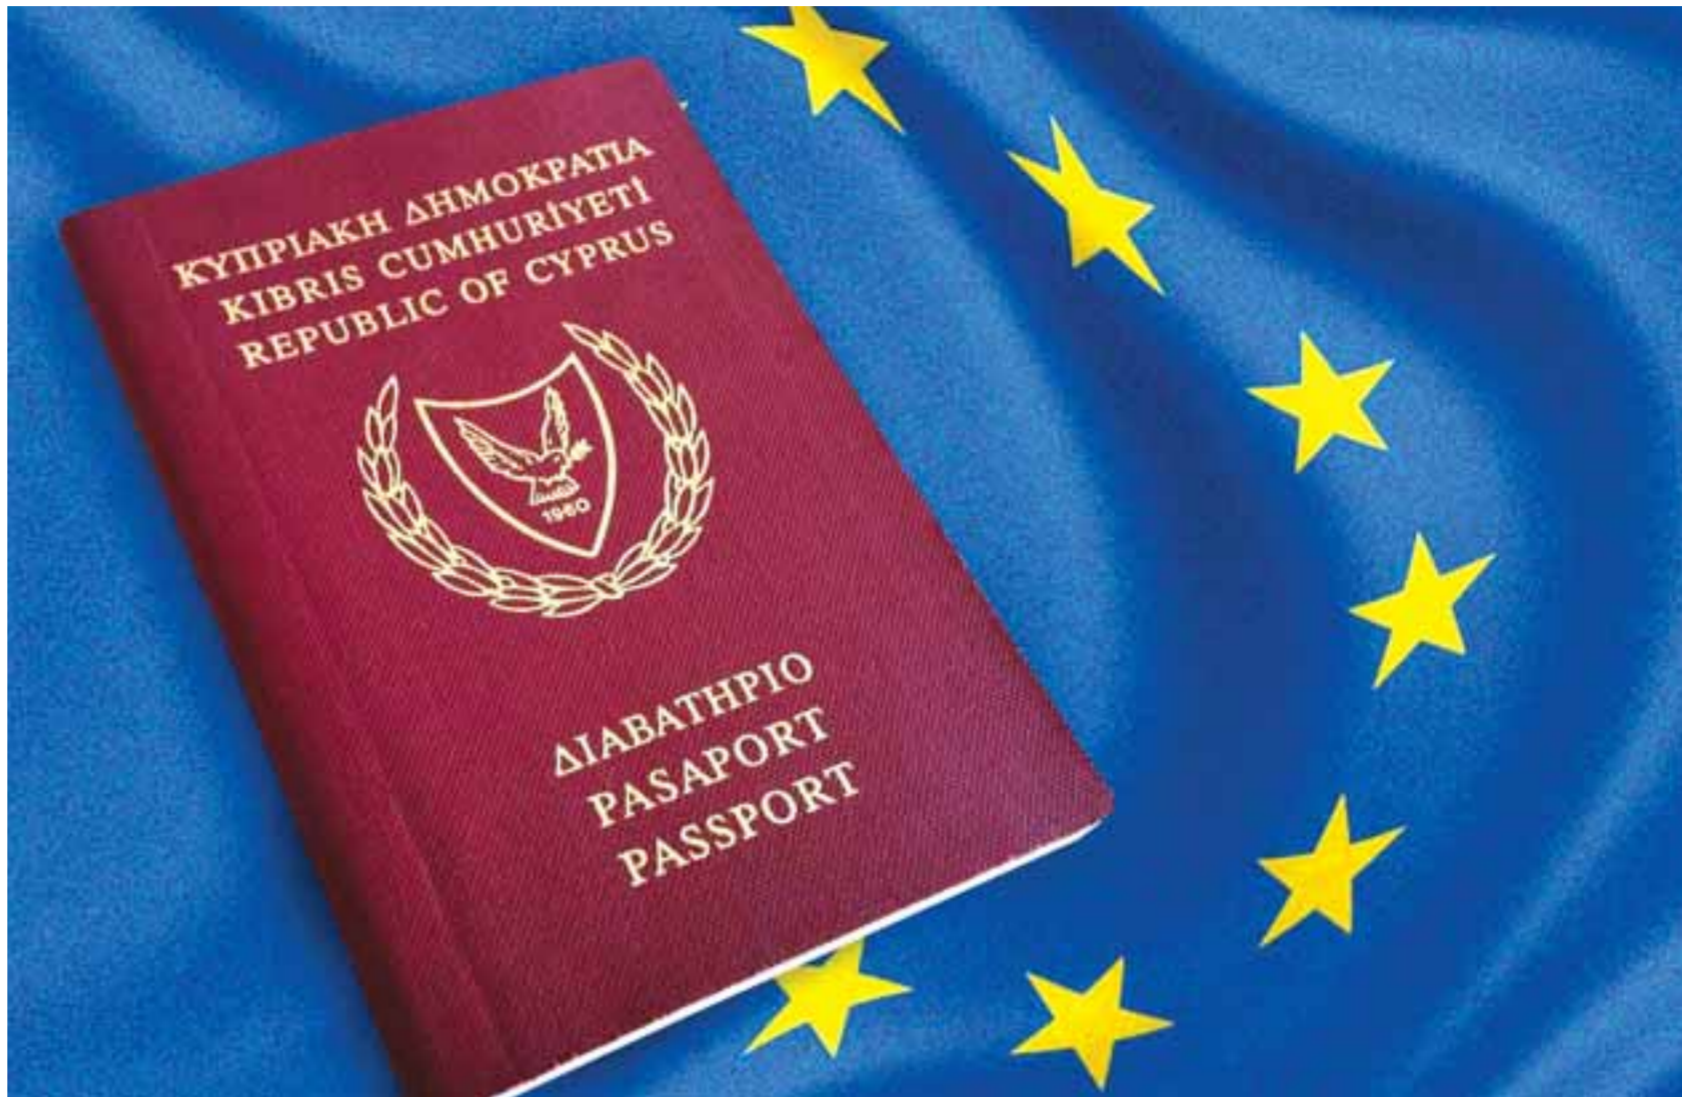 ΚΥΠΡΙΑΚΗ ΔΗΜΟΚΡΑΤΙΑ
KIBRIS CUMHURİYETİ
REPUBLIC OF CYPRUS
1960
ΔΙΑΒΑΤΗΡΙΟ
PASAPORT
PASSPORT